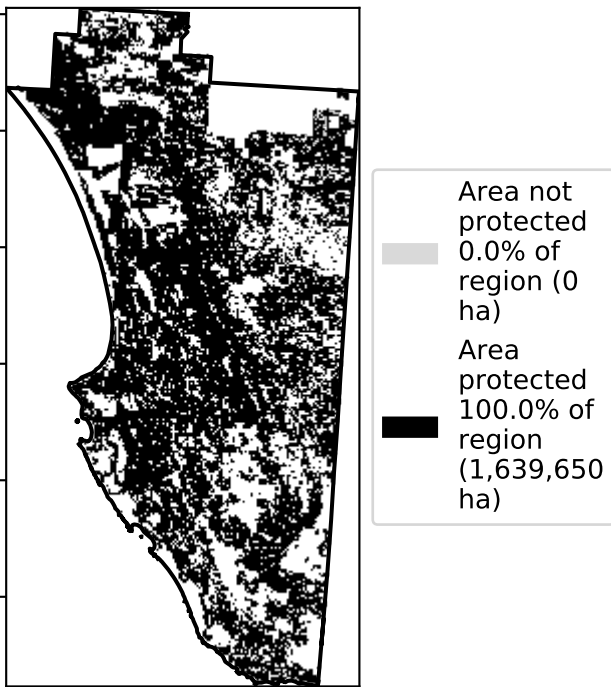 Area not
protected
0.0% of
region (0
ha)
Area
protected
100.0% of
region
(1,639,650
ha)